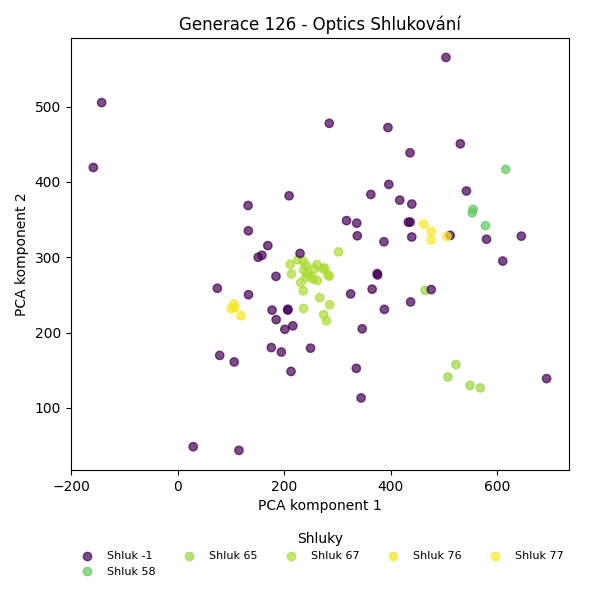 Generace 126 - Optics Shlukování
PCA komponent 2
500
400
300
200
100
−200 0 200 400 600
PCA komponent 1
Shluky
Shluk -1 Shluk 65 Shluk 67 Shluk 76 Shluk 77
Shluk 58